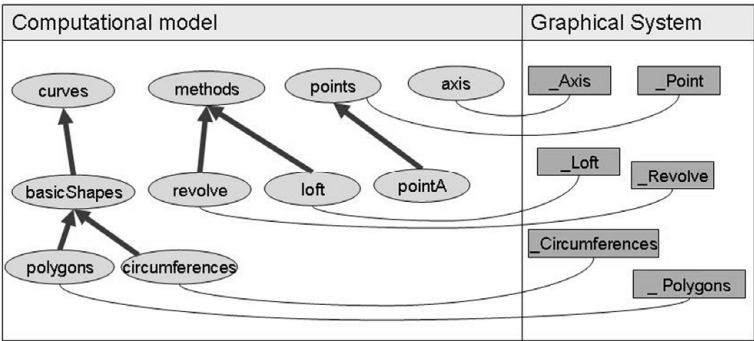 Computational model
Graphical System
curves
methods
points
axis
_Axis
_Point
_Loft
_Revolve
basicShapes
revolve
loft
pointA
_Circumferences
polygons
circumferences
_ Polygons